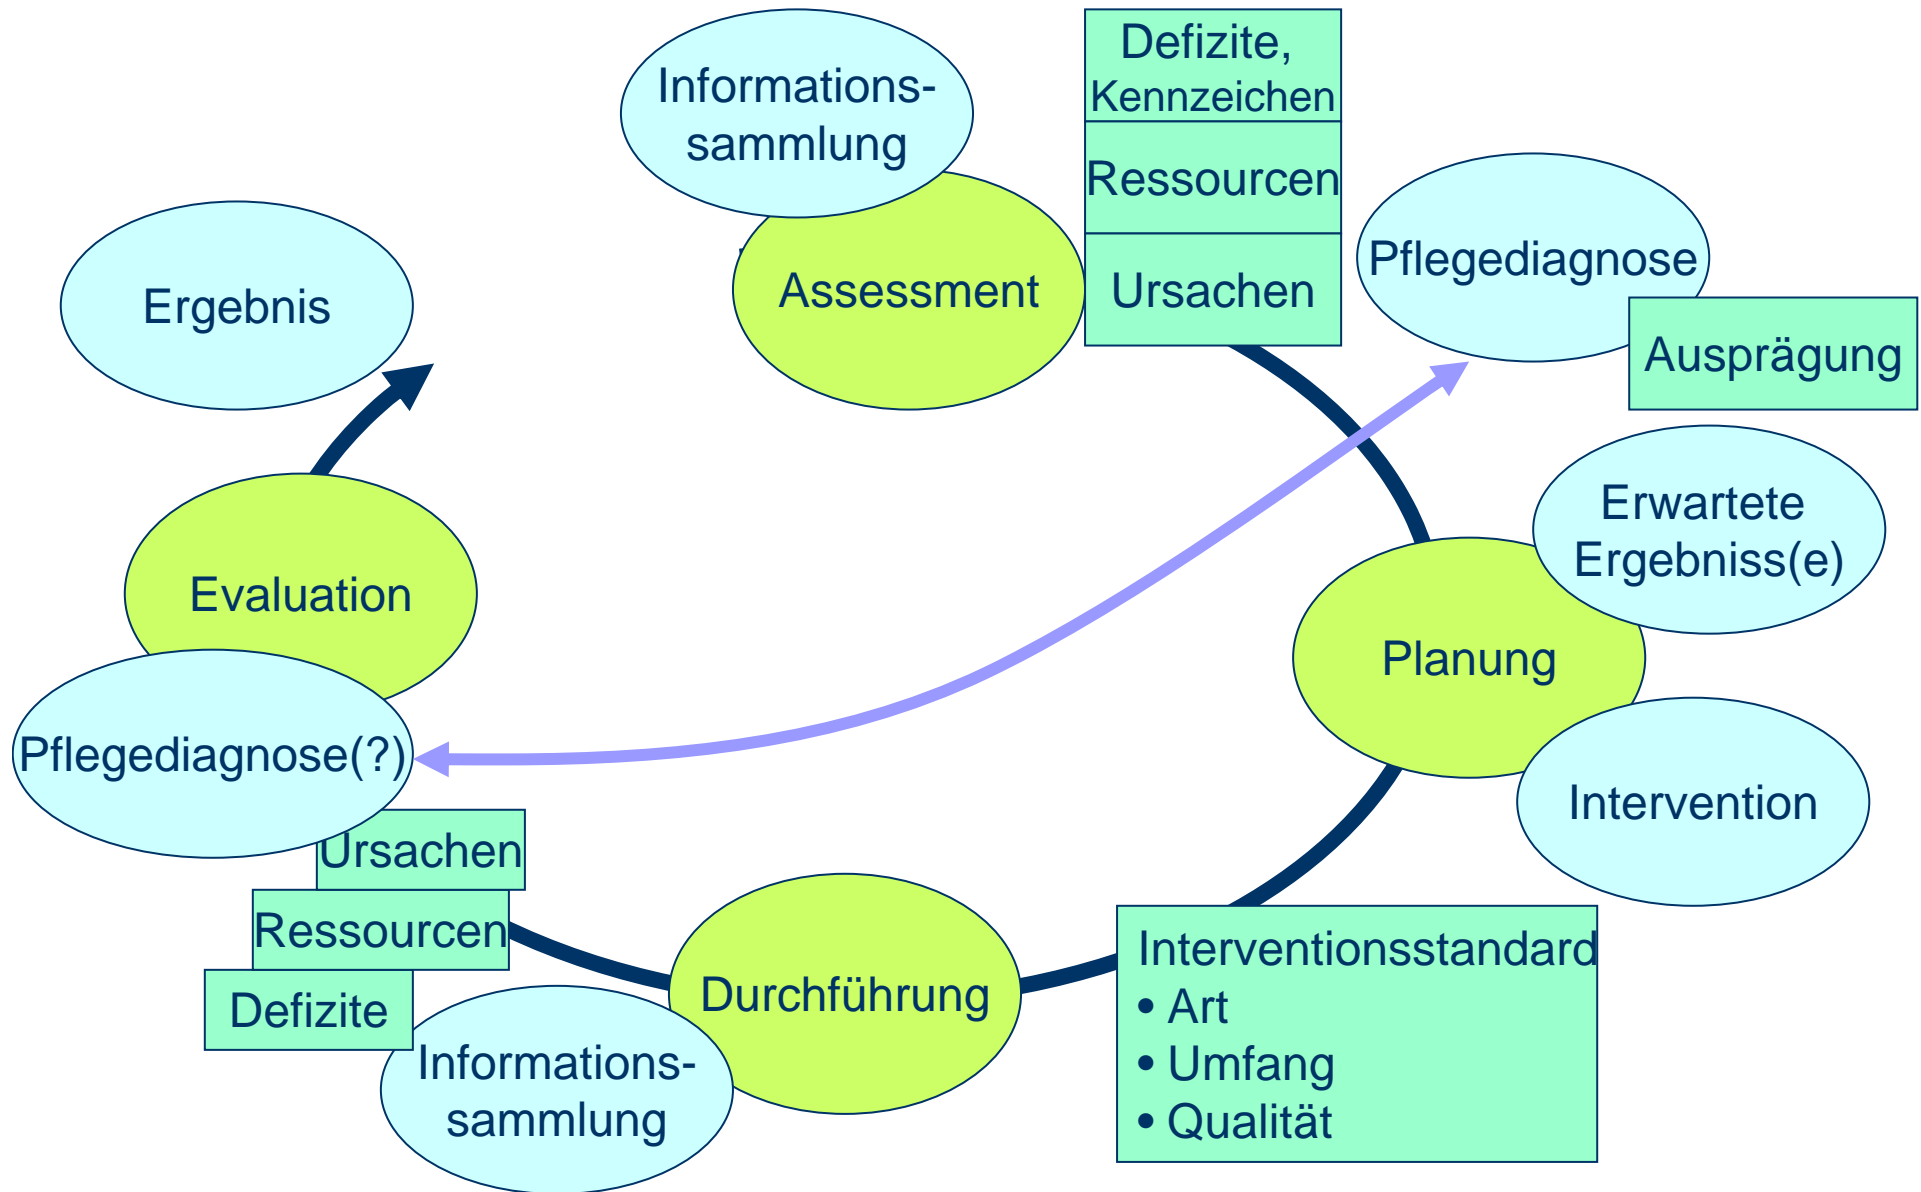 Informations-
sammlung
Defizite,
Kennzeichen
Ressourcen
Ursachen
Assessment
Pflegediagnose
Ausprägung
Ergebnis
Erwartete
Ergebniss(e)
Evaluation
Planung
Pflegediagnose(?)
Intervention
Ursachen
Ressourcen
Defizite
Durchführung
Informations-
sammlung
Interventionsstandard
• Art
• Umfang
• Qualität